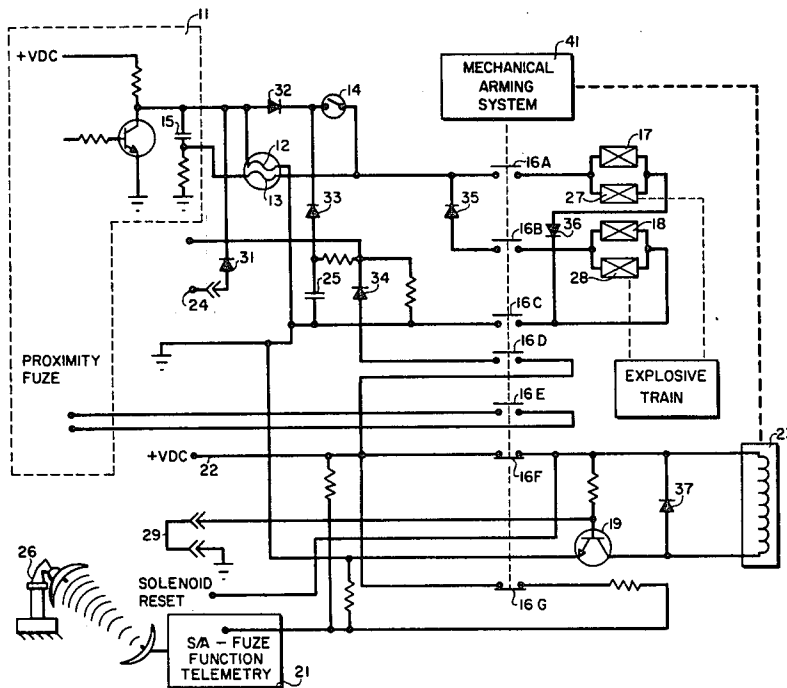 11
+VDC
32
14
41
MECHANICAL
ARMING
SYSTEM
15
12
13
16A
17
33
35
27
16B
36
18
31
25
34
28
24
16C
16D
PROXIMITY
FUZE
EXPLOSIVE
TRAIN
16E
+VDC
22
16F
23
37
29
19
26
SOLENOID
RESET
16G
S/A – FUZE
FUNCTION
TELEMETRY
21